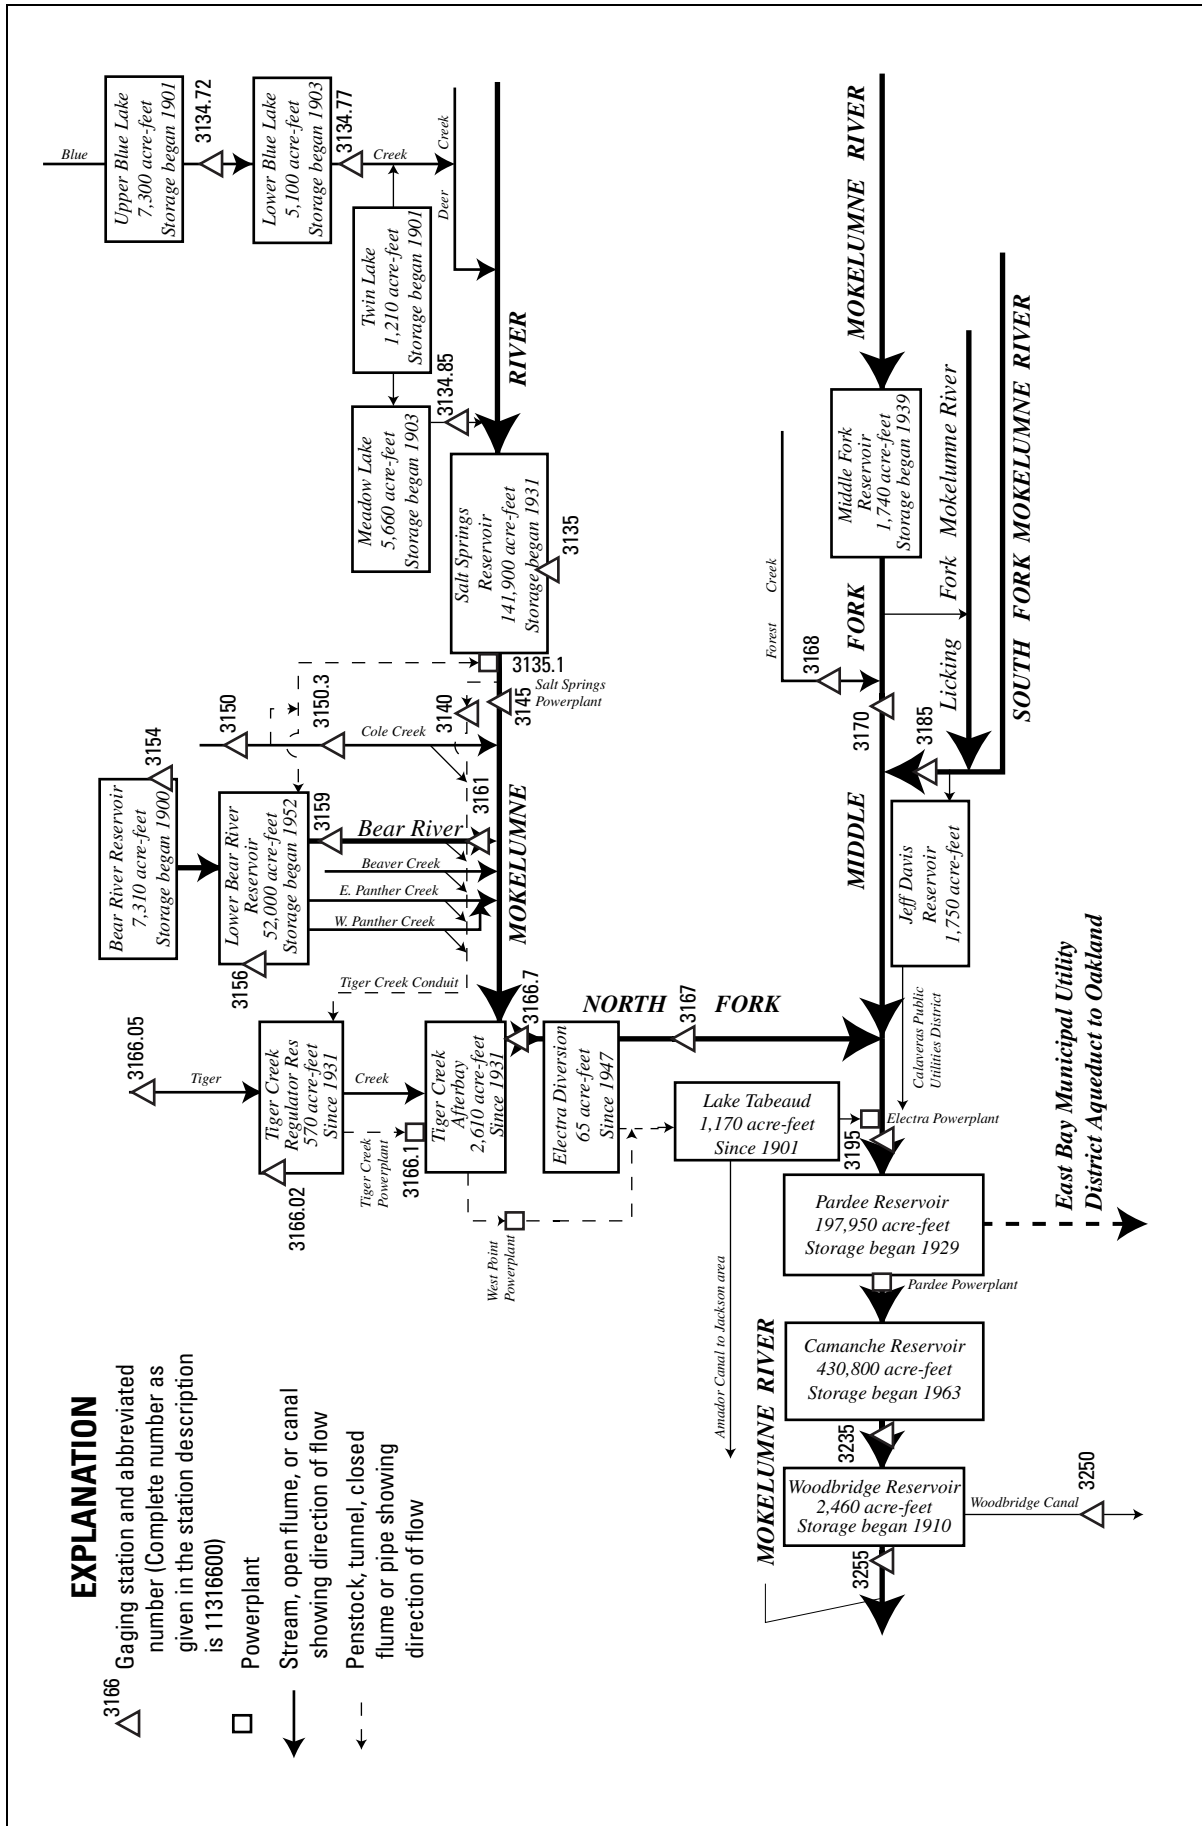 EXPLANATION
3166
Gaging station and abbreviated
number (Complete number as
given in the station description
is 11316600)
Powerplant
Stream, open flume, or canal
showing direction of flow
Penstock, tunnel, closed
flume or pipe showing
direction of flow
Blue
Upper Blue Lake
7,300 acre-feet
Storage began 1901
3134.72
Lower Blue Lake
5,100 acre-feet
Storage began 1903
3134.77
Creek
Deer
Creek
Twin Lake
1,210 acre-feet
Storage began 1901
Meadow Lake
5,660 acre-feet
Storage began 1903
3134.85
RIVER
Salt Springs
Reservoir
141,900 acre-feet
Storage began 1931
3135
3135.1
Salt Springs
Powerplant
3145
3140
3150
3150.3
Cole Creek
3154
Bear River Reservoir
7,310 acre-feet
Storage began 1900
Lower Bear River
Reservoir
52,000 acre-feet
Storage began 1952
3156
3159
Bear River
3161
Beaver Creek
E. Panther Creek
W. Panther Creek
MOKELUMNE
Tiger Creek Conduit
3166.05
Tiger
Tiger Creek
Regulator Res
570 acre-feet
Since 1931
3166.02
Creek
Tiger Creek
Powerplant
3166.1
Tiger Creek
Afterbay
2,610 acre-feet
Since 1931
3166.7
West Point
Powerplant
Electra Diversion
65 acre-feet
Since 1947
NORTH FORK
3167
Lake Tabeaud
1,170 acre-feet
Since 1901
Amador Canal to Jackson area
Electra Powerplant
3195
MOKELUMNE RIVER
Middle Fork
Reservoir
1,740 acre-feet
Storage began 1939
Forest Creek
3168
FORK
3170
MIDDLE
Licking Fork Mokelumne River
SOUTH FORK MOKELUMNE RIVER
3185
Jeff Davis
Reservoir
1,750 acre-feet
Calaveras Public
Utilities District
Pardee Reservoir
197,950 acre-feet
Storage began 1929
East Bay Municipal Utility
District Aqueduct to Oakland
Pardee Powerplant
Camanche Reservoir
430,800 acre-feet
Storage began 1963
3235
Woodbridge Reservoir
2,460 acre-feet
Storage began 1910
Woodbridge Canal
3250
3255
MOKELUMNE RIVER